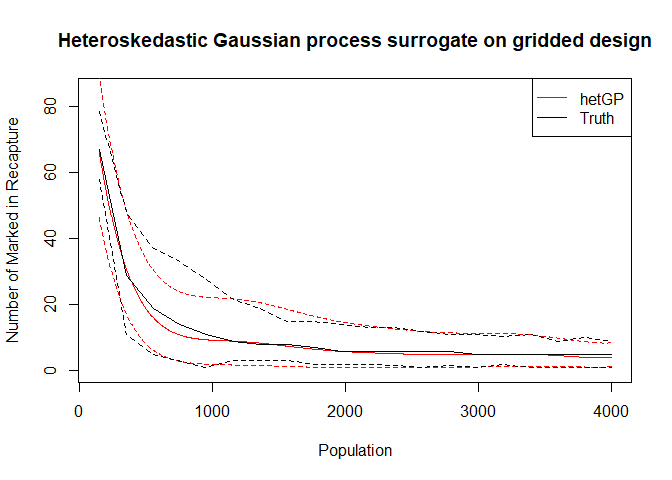 Heteroskedastic Gaussian process surrogate on gridded design
hetGP
Truth
Number of Marked in Recapture
80
60
40
20
0
0 1000 2000 3000 4000
Population